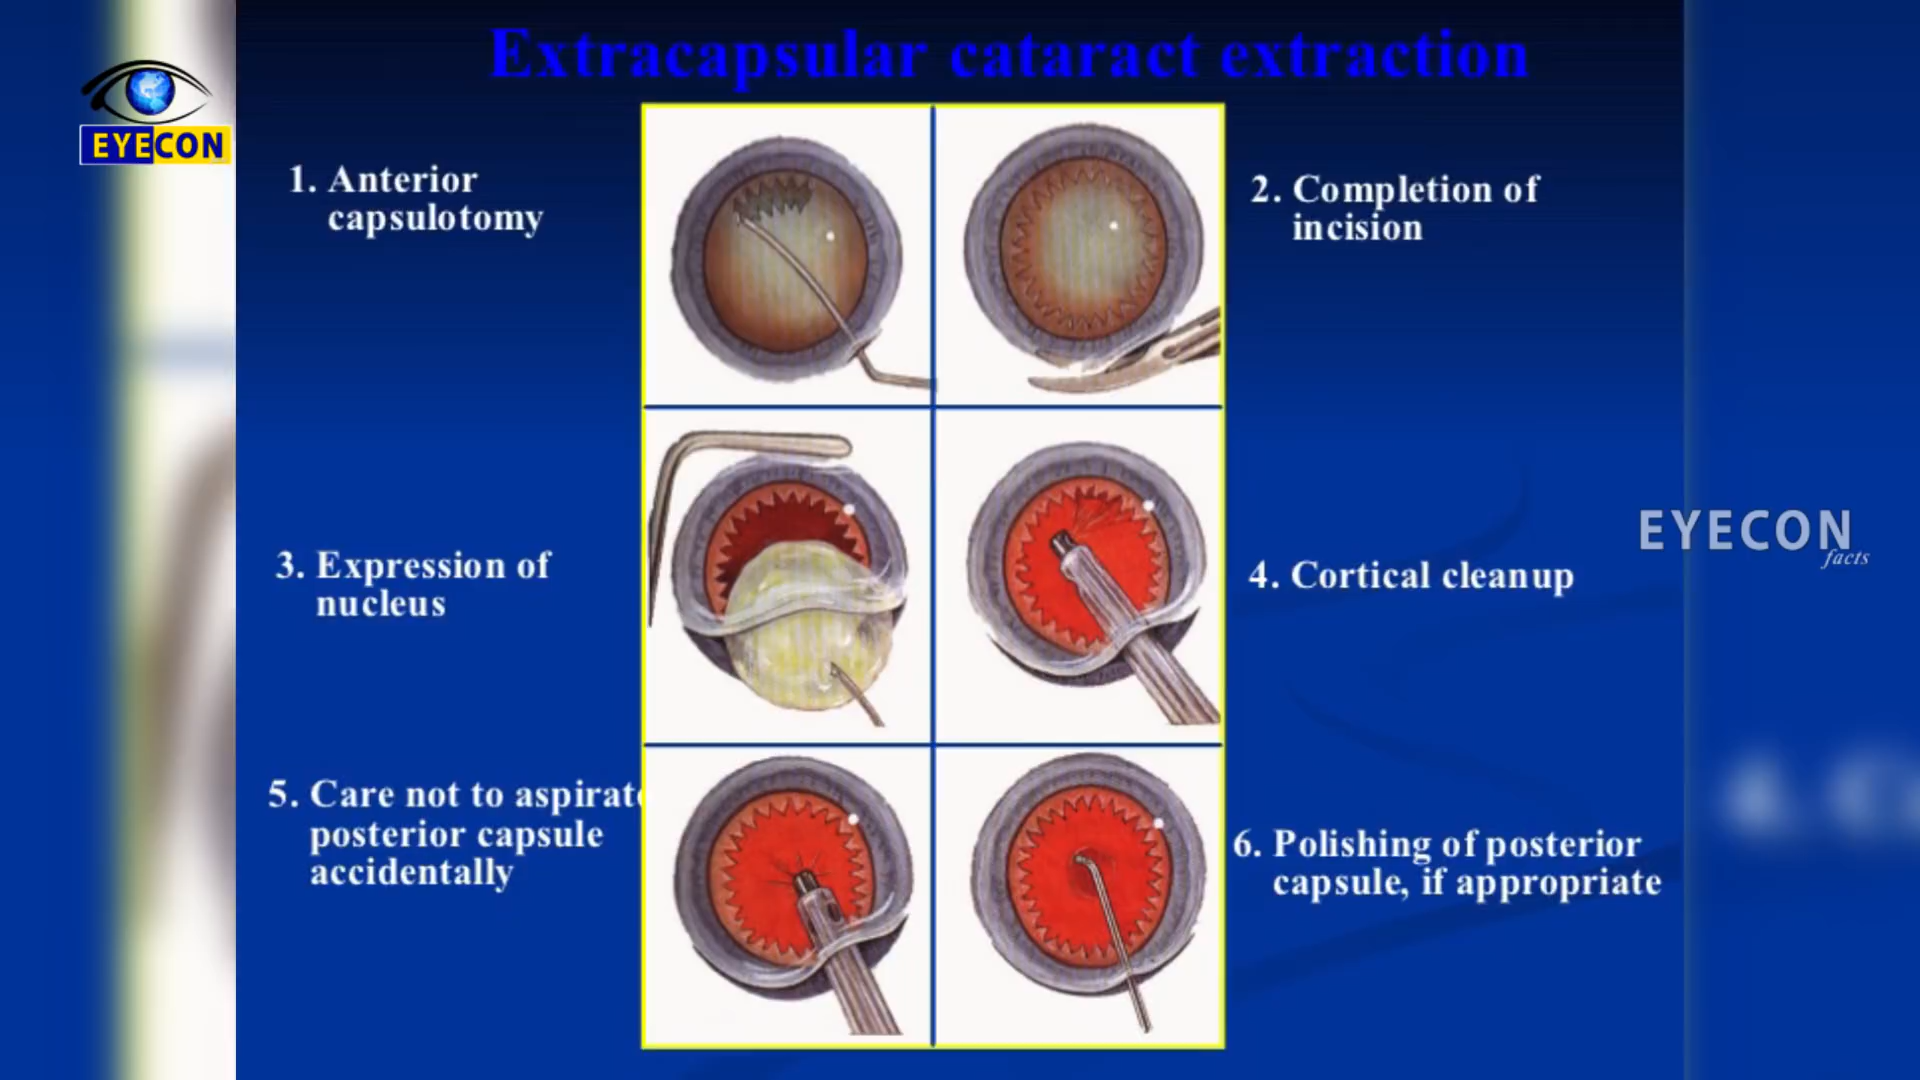 Extracapsular cataract extraction
EYECON
1. Anterior
capsulotomy
2. Completion of
incision
3. Expression of
nucleus
4. Cortical cleanup
EYECON
facts
5. Care not to aspirate
posterior capsule
accidentally
6. Polishing of posterior
capsule, if appropriate